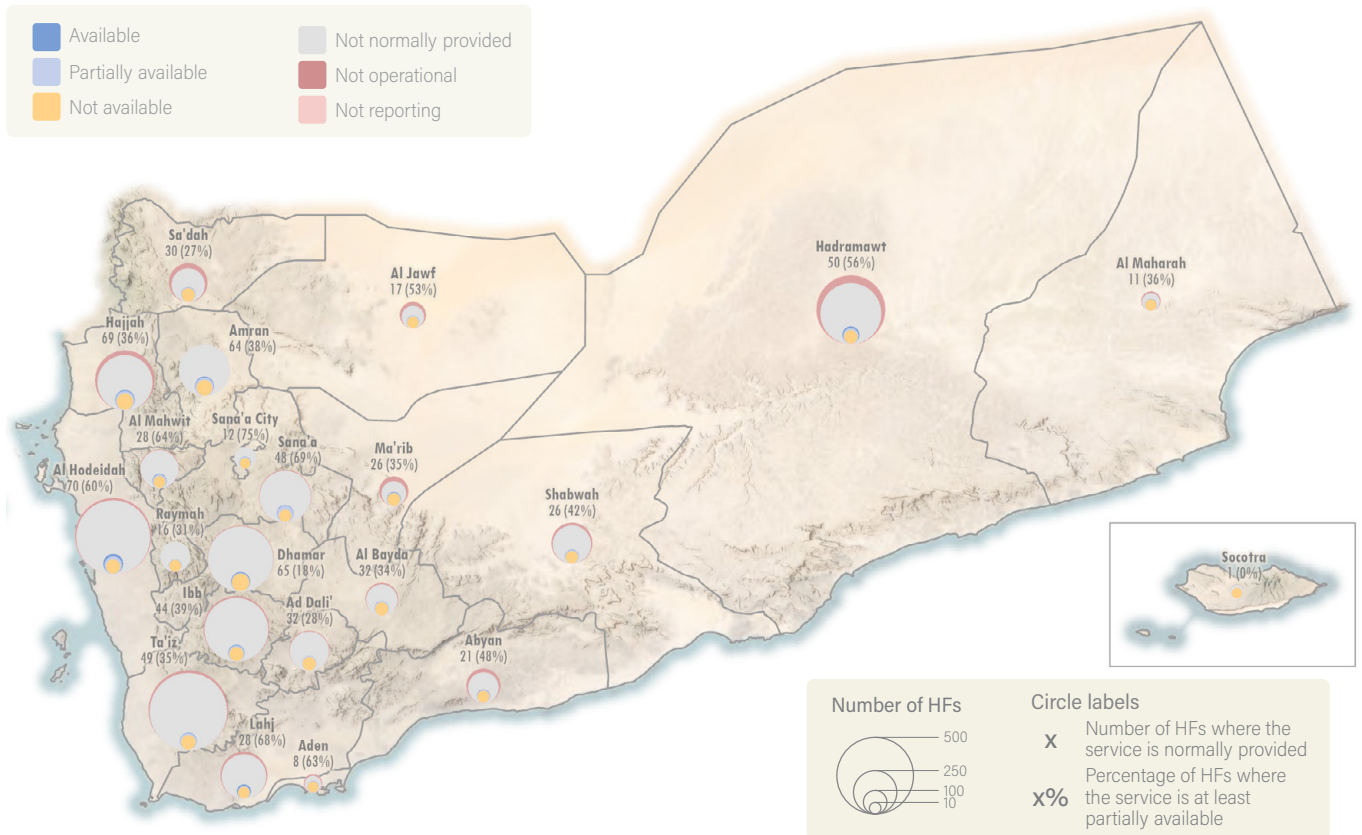 Available
Partially available
Not available
Not normally provided
Not operational
Not reporting
Sa'dah
30 (27%)
Al Jawf
17 (53%)
Hadramawt
50 (56%)
Al Maharah
11 (36%)
Hajjah
69 (36%)
Amran
64 (38%)
Al Mahwit
28 (64%)
Sana'a City
12 (75%)
Sana'a
48 (69%)
Ma'rib
26 (35%)
Al Hodeidah
70 (60%)
Shabwah
26 (42%)
Raymah
16 (31%)
Dhamar
65 (18%)
Al Bayda
32 (34%)
Socotra
1 (0%)
Ibb
44 (39%)
Ad Dali'
32 (28%)
Ta'iz
49 (35%)
Abyan
21 (48%)
Lahj
28 (68%)
Aden
8 (63%)
Number of HFs
500
250
100
10
Circle labels
x
Number of HFs where the
service is normally provided
x%
Percentage of HFs where
the service is at least
partially available